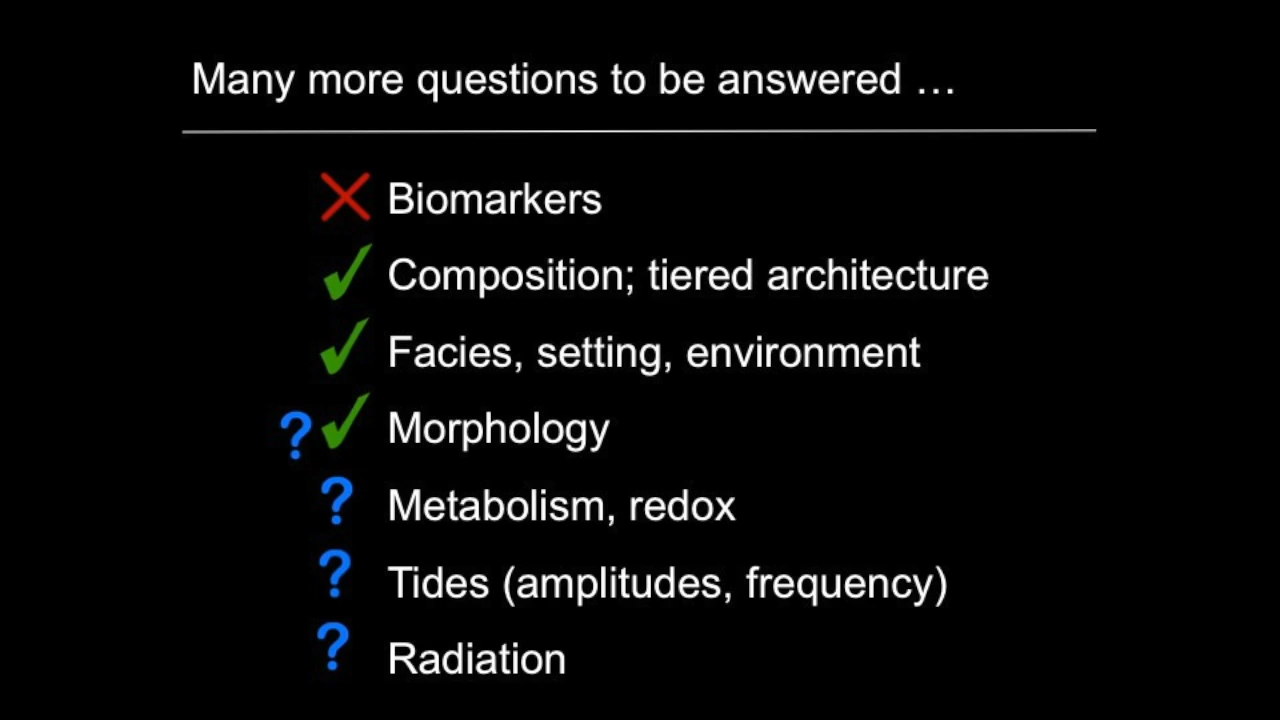 Many more questions to be answered …
Biomarkers
Composition; tiered architecture
Facies, setting, environment
? Morphology
? Metabolism, redox
? Tides (amplitudes, frequency)
? Radiation